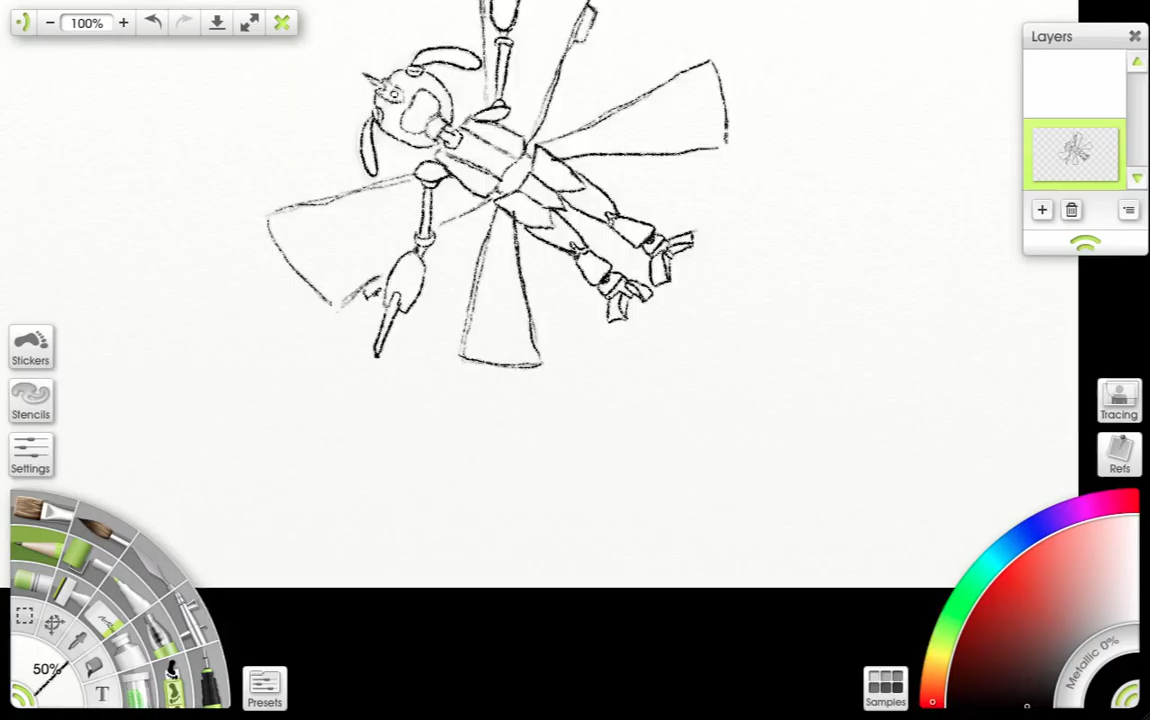 100%
Layers
Stickers
Stencils
Settings
Tracing
Refs
50%
T
Presets
Samples
Metallic 0%